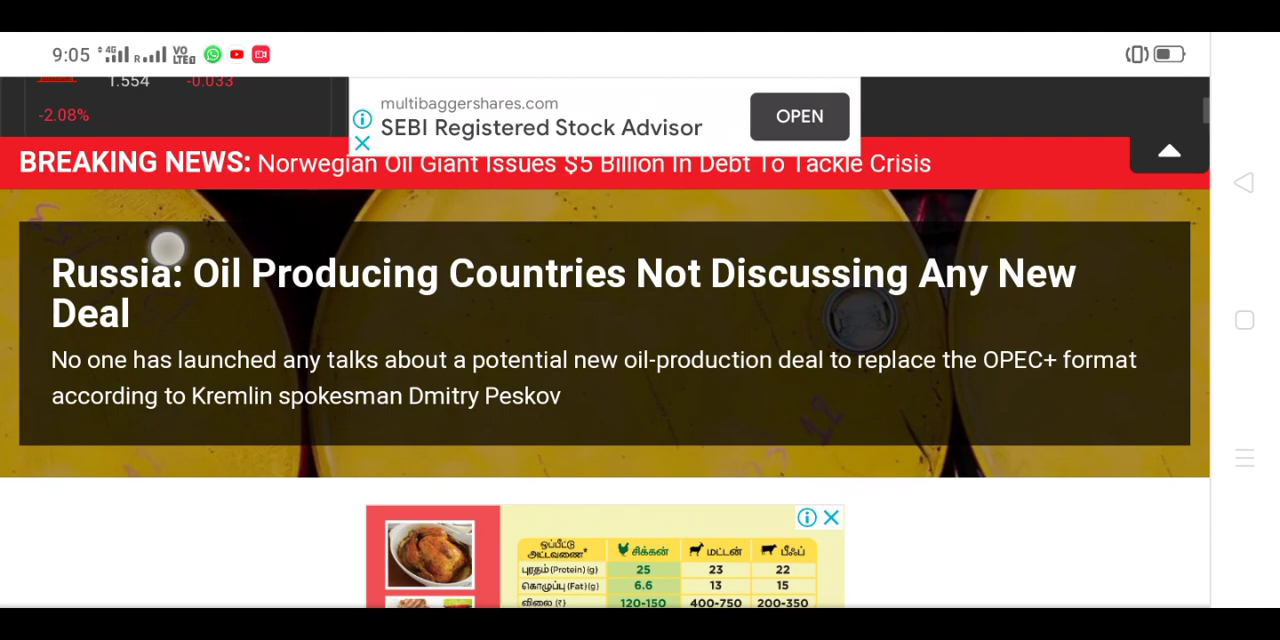 9:05 4G R VO LTE
1.554 -0.033
-2.08%
multibaggershares.com
SEBI Registered Stock Advisor
OPEN
BREAKING NEWS: Norwegian Oil Giant Issues $5 Billion In Debt To Tackle Crisis
Russia: Oil Producing Countries Not Discussing Any New
Deal
No one has launched any talks about a potential new oil-production deal to replace the OPEC+ format
according to Kremlin spokesman Dmitry Peskov
ஒப்பீட்டு
அட்டவணை* சிக்கன் மட்டன் பீஃப்
புரதம் (Protein) (g) 25 23 22
கொழுப்பு (Fat) (g) 6.6 13 15
விலை (₹) 120-150 400-750 200-350